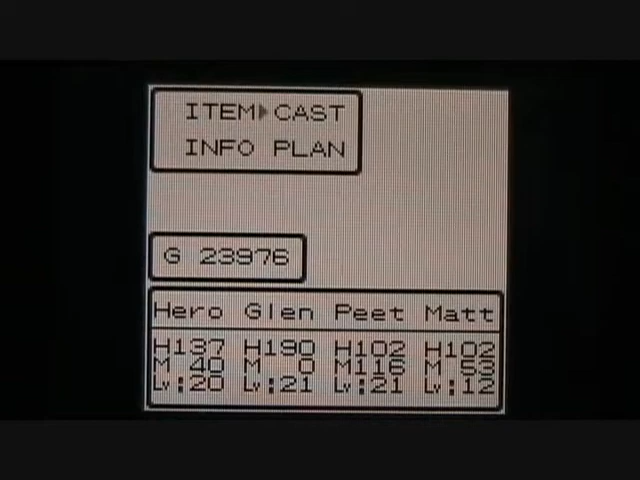 ITEM▶CAST
INFO PLAN
G 23976
Hero Glen Peet Matt
H137 H190 H102 H102
M 40 M 0 M116 M 53
Lv:20 Lv:21 Lv:21 Lv:12